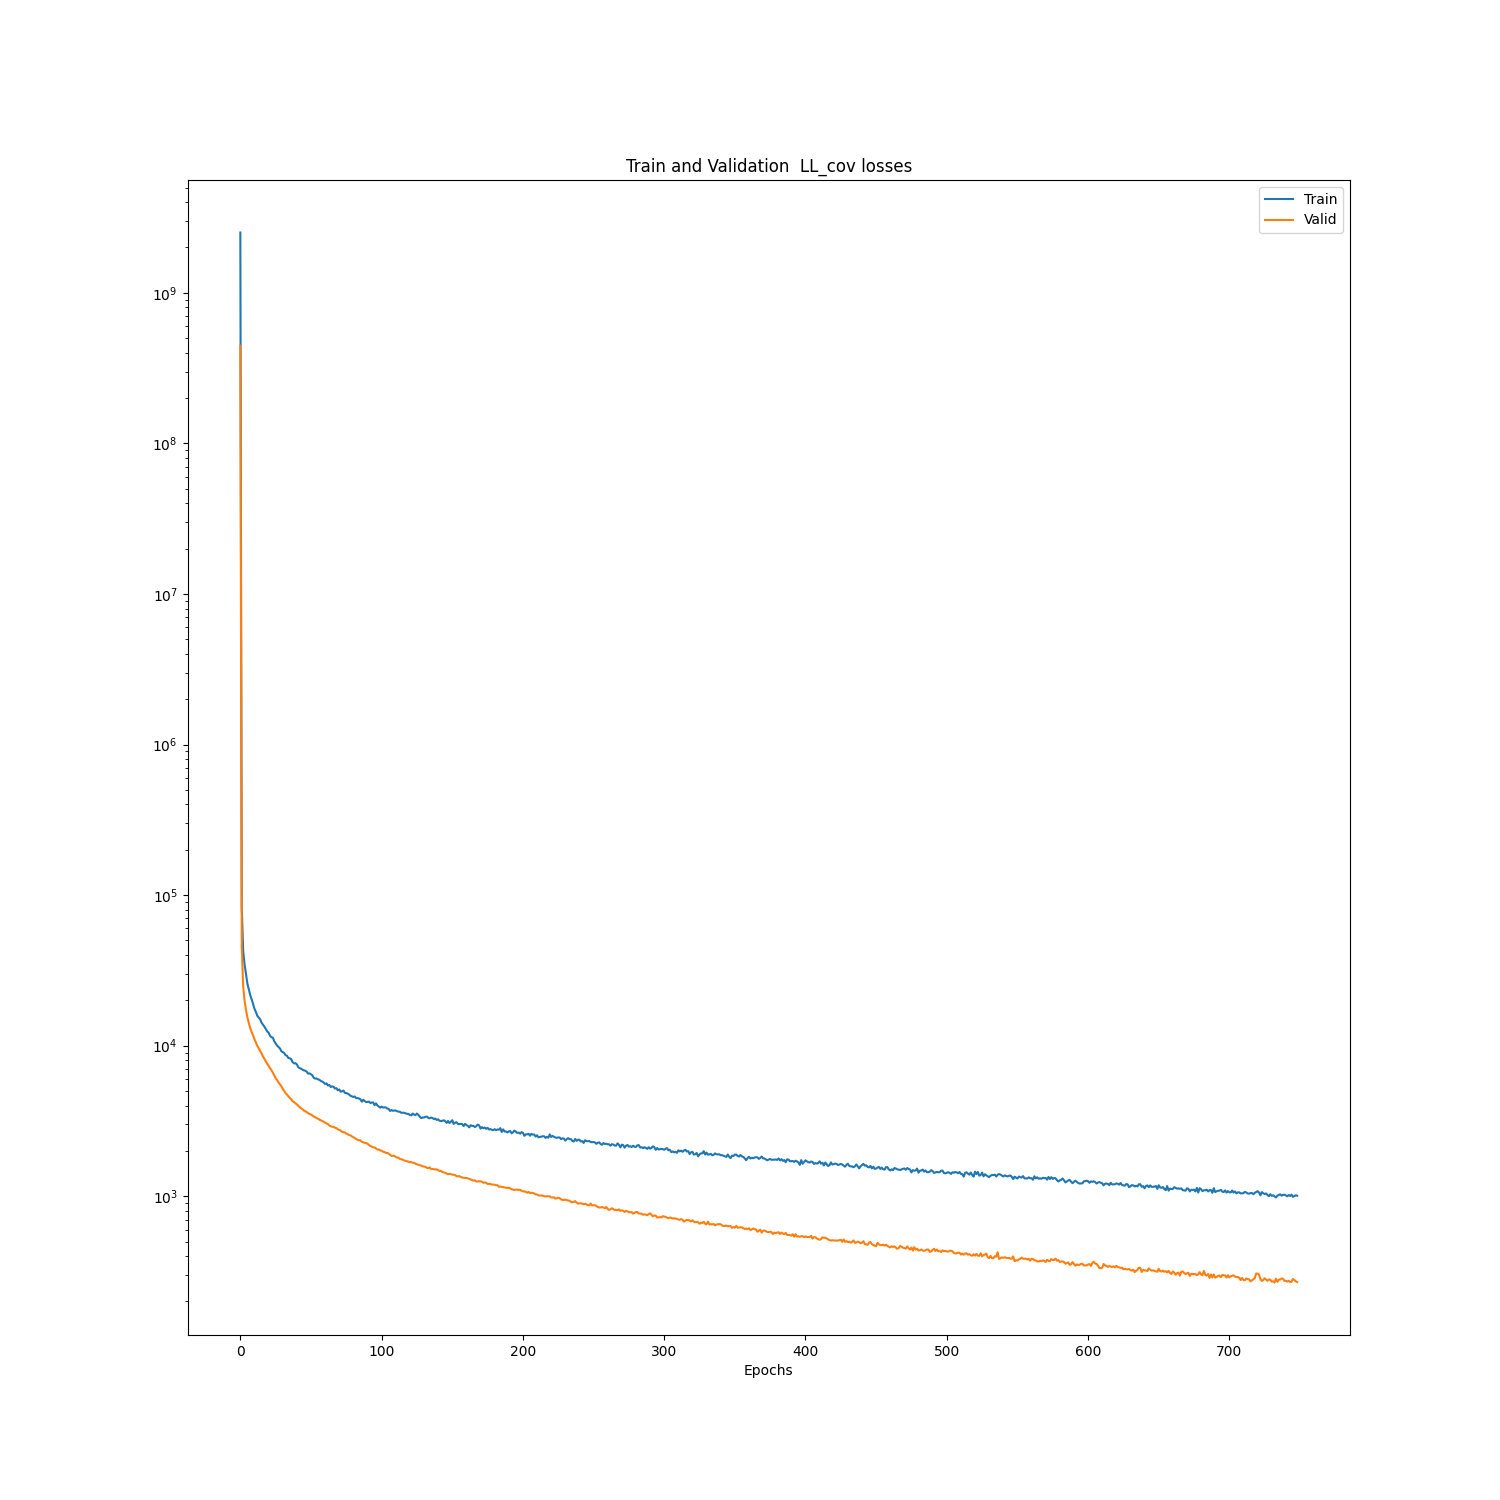 Train and Validation  LL_cov losses
Train
Valid
10⁹
10⁸
10⁷
10⁶
10⁵
10⁴
10³
0 100 200 300 400 500 600 700
Epochs